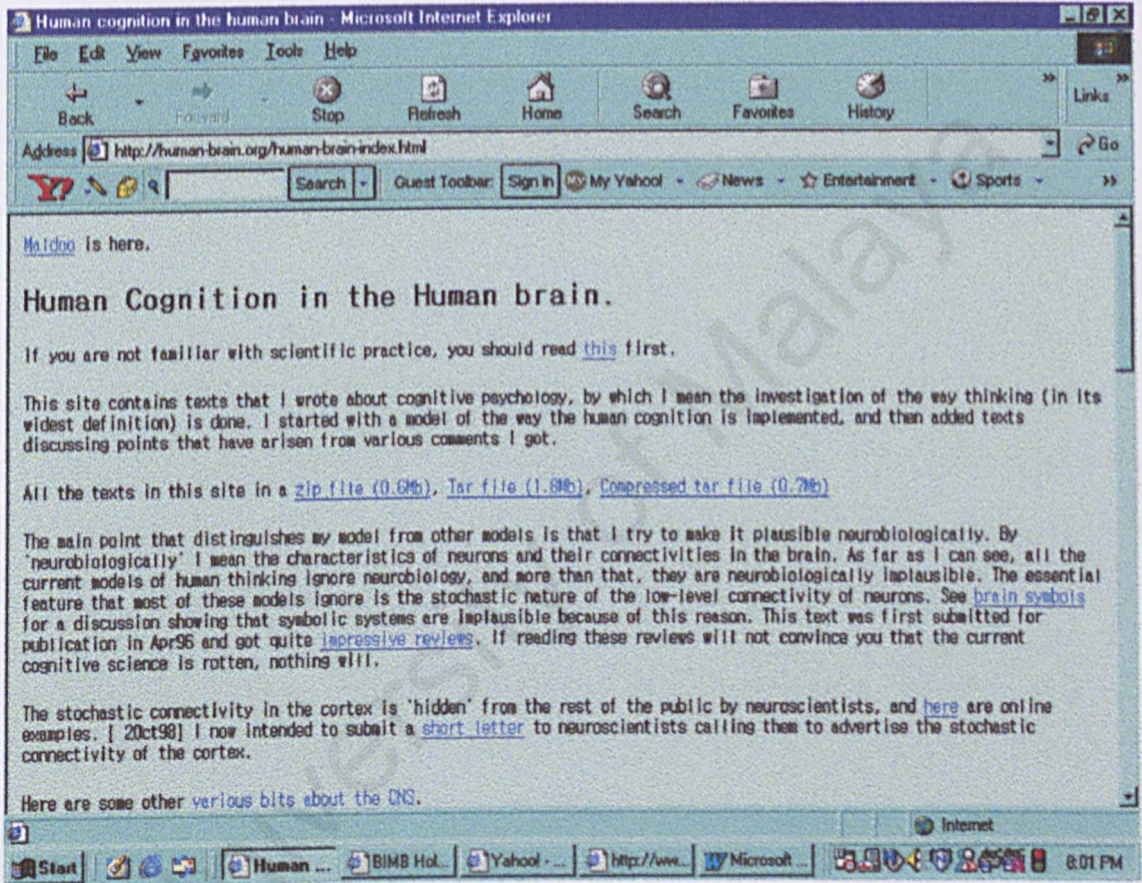 Human cognition in the human brain - Microsoft Internet Explorer
File Edit View Favorites Tools Help
Back Forward Stop Refresh Home Search Favorites History » Links »
Address http://human-brain.org/human-brain-index.html Go
Y! Search Guest Toolbar: Sign In My Yahoo! News Entertainment Sports »
Maldoo is here.
Human Cognition in the Human brain.
If you are not familiar with scientific practice, you should read this first.
This site contains texts that I wrote about cognitive psychology, by which I mean the investigation of the way thinking (in its
widest definition) is done. I started with a model of the way the human cognition is implemented, and then added texts
discussing points that have arisen from various comments I got.
All the texts in this site in a zip file (0.6Mb), Tar file (1.8Mb), Compressed tar file (0.7Mb)
The main point that distinguishes my model from other models is that I try to make it plausible neurobiologically. By
'neurobiologically' I mean the characteristics of neurons and their connectivities in the brain. As far as I can see, all the
current models of human thinking ignore neurobiology, and more than that, they are neurobiologically implausible. The essential
feature that most of these models ignore is the stochastic nature of the low-level connectivity of neurons. See brain symbols
for a discussion showing that symbolic systems are implausible because of this reason. This text was first submitted for
publication in Apr96 and got quite impressive reviews. If reading these reviews will not convince you that the current
cognitive science is rotten, nothing will.
The stochastic connectivity in the cortex is 'hidden' from the rest of the public by neuroscientists, and here are online
examples. [ 2Oct98] I now intended to submit a short letter to neuroscientists calling them to advertise the stochastic
connectivity of the cortex.
Here are some other various bits about the CNS.
Internet
Start Human ... BIMB Hol... Yahoo! - ... http://www... Microsoft ... 8:01 PM
of Malaya